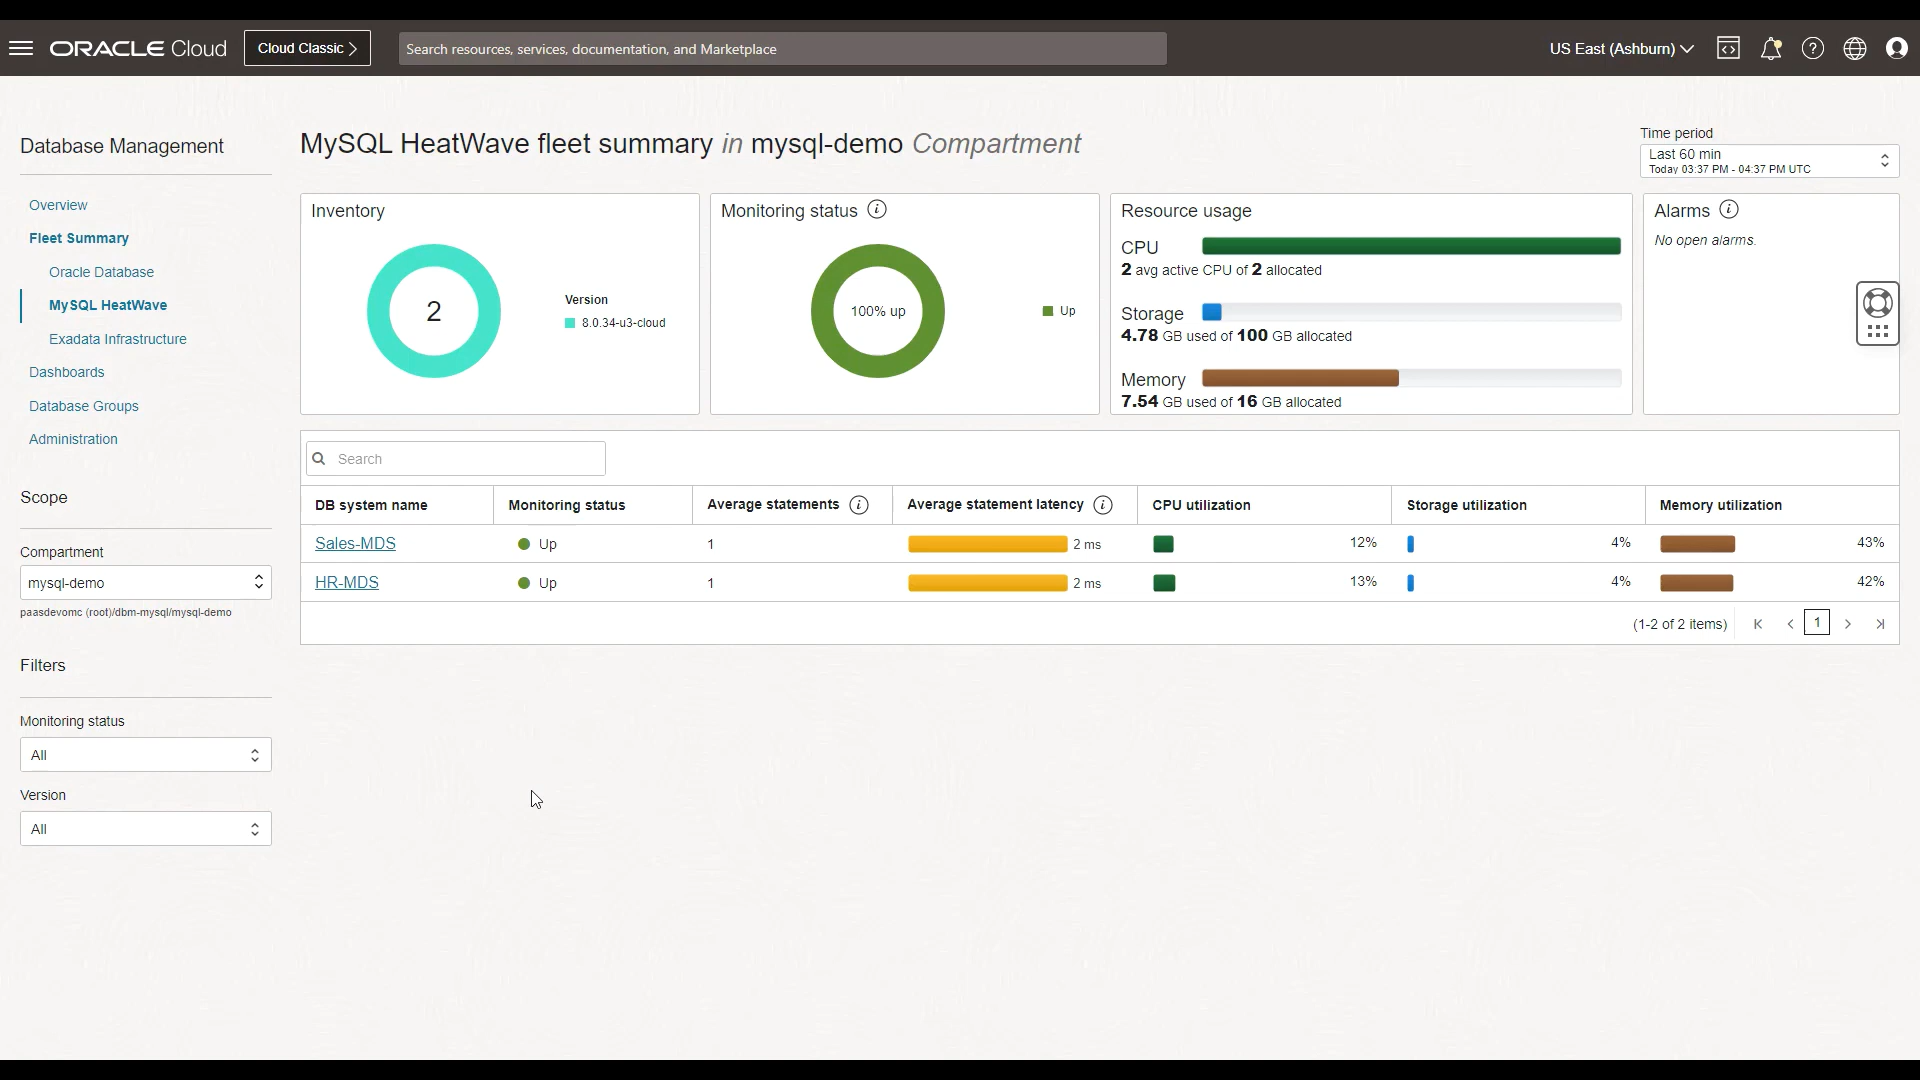 ORACLE Cloud
Cloud Classic >
Search resources, services, documentation, and Marketplace
US East (Ashburn)
Database Management
Overview
Fleet Summary
Oracle Database
MySQL HeatWave
Exadata Infrastructure
Dashboards
Database Groups
Administration
Scope
Compartment
mysql-demo
paasdevomc (root)/dbm-mysql/mysql-demo
Filters
Monitoring status
All
Version
All
MySQL HeatWave fleet summary in mysql-demo Compartment
Time period
Last 60 min
Today 03:37 PM - 04:37 PM UTC
Inventory
2
Version
8.0.34-u3-cloud
Monitoring status
100% up
Up
Resource usage
CPU
2 avg active CPU of 2 allocated
Storage
4.78 GB used of 100 GB allocated
Memory
7.54 GB used of 16 GB allocated
Alarms
No open alarms.
Search
DB system name Monitoring status Average statements Average statement latency CPU utilization Storage utilization Memory utilization
Sales-MDS Up 1 2 ms 12% 4% 43%
HR-MDS Up 1 2 ms 13% 4% 42%
(1-2 of 2 items) 1